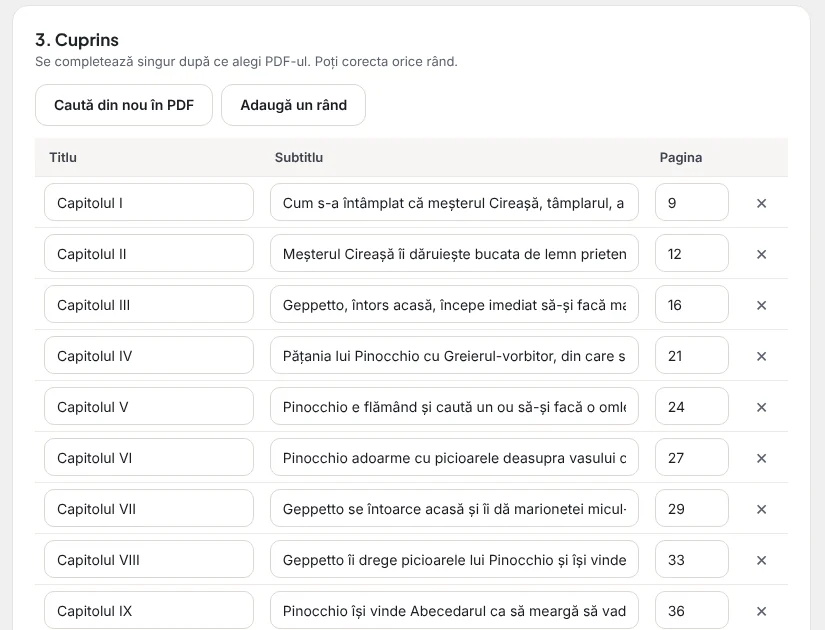 3. Cuprins
Se completează singur după ce alegi PDF-ul. Poți corecta orice rând.
Caută din nou în PDF Adaugă un rând
Titlu Subtitlu Pagina
Capitolul I Cum s-a întâmplat că meșterul Cireașă, tâmplarul, a 9 ✕
Capitolul II Meșterul Cireașă îi dăruiește bucata de lemn prieten 12 ✕
Capitolul III Geppetto, întors acasă, începe imediat să-și facă 16 ✕
Capitolul IV Pățania lui Pinocchio cu Greierul-vorbitor, din care s 21 ✕
Capitolul V Pinocchio e flămând și caută un ou să-și facă o 24 ✕
Capitolul VI Pinocchio adoarme cu picioarele deasupra vasului 27 ✕
Capitolul VII Geppetto se întoarce acasă și îi dă marionetei micul- 29 ✕
Capitolul VIII Geppetto îi drege picioarele lui Pinocchio și își vinde 33 ✕
Capitolul IX Pinocchio își vinde Abecedarul ca să meargă să vad 36 ✕